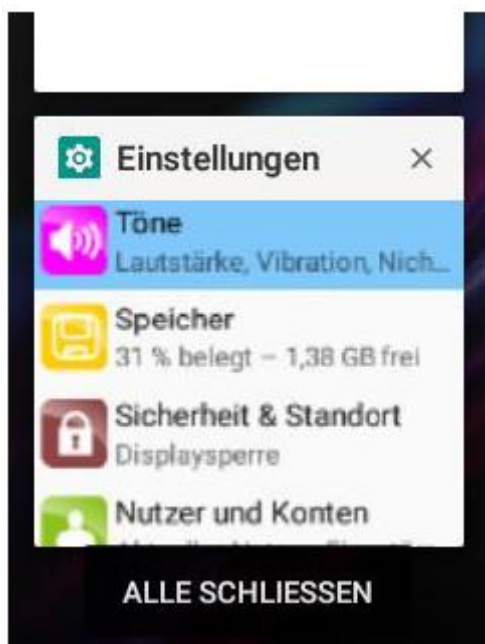 Einstellungen
Töne
Lautstärke, Vibration, Nich...
Speicher
31 % belegt – 1,38 GB frei
Sicherheit & Standort
Displaysperre
Nutzer und Konten
ALLE SCHLIESSEN